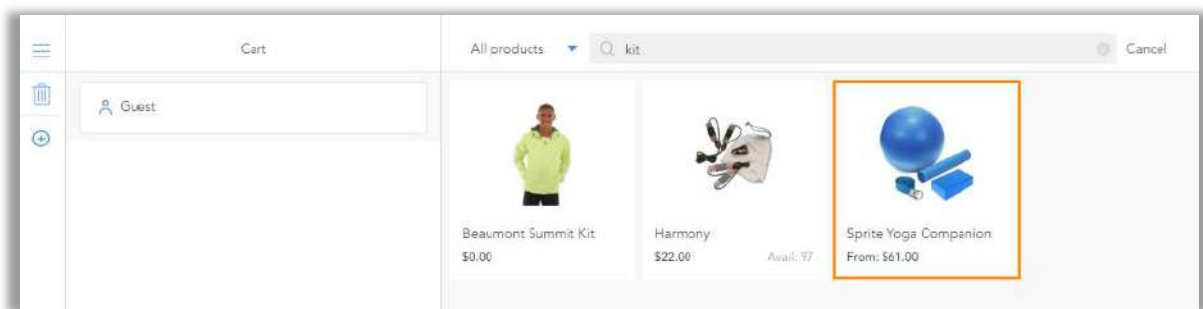 Cart
All products
kit
Cancel
Guest
Beaumont Summit Kit
$0.00
Harmony
$22.00
Avail: 97
Sprite Yoga Companion
From: $61.00